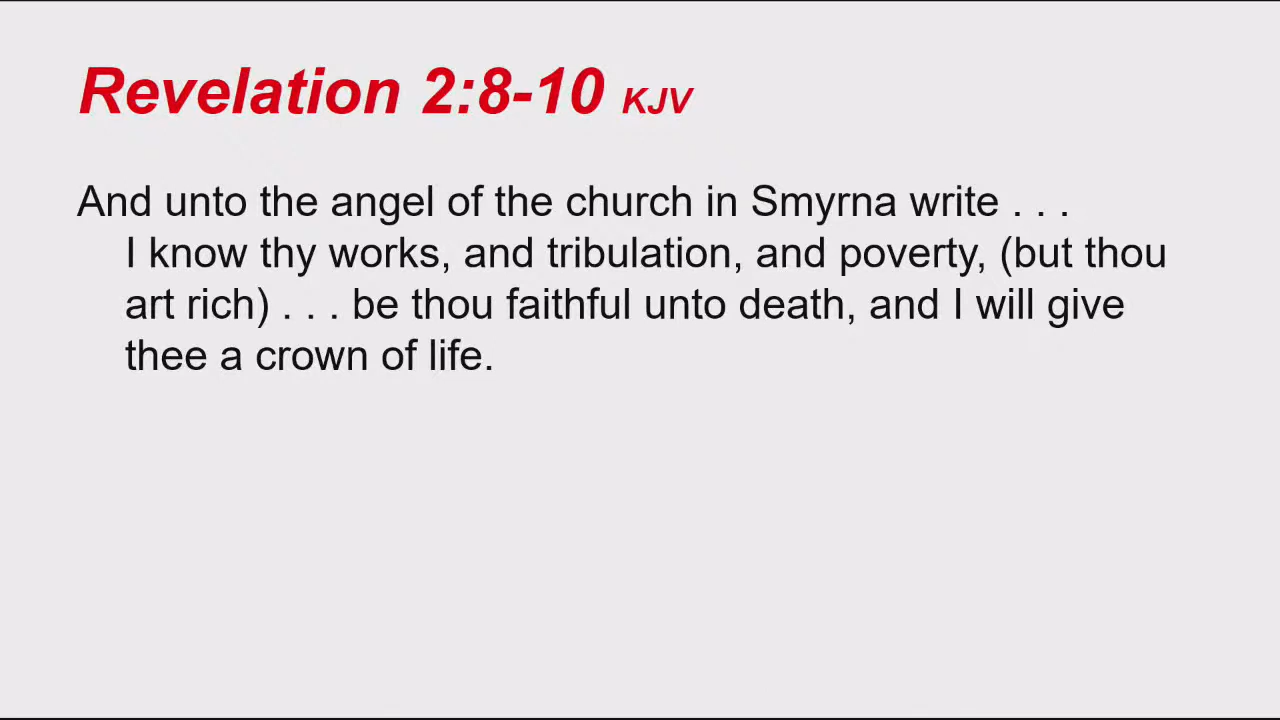 Revelation 2:8-10 KJV
And unto the angel of the church in Smyrna write . . .
I know thy works, and tribulation, and poverty, (but thou
art rich) . . . be thou faithful unto death, and I will give
thee a crown of life.